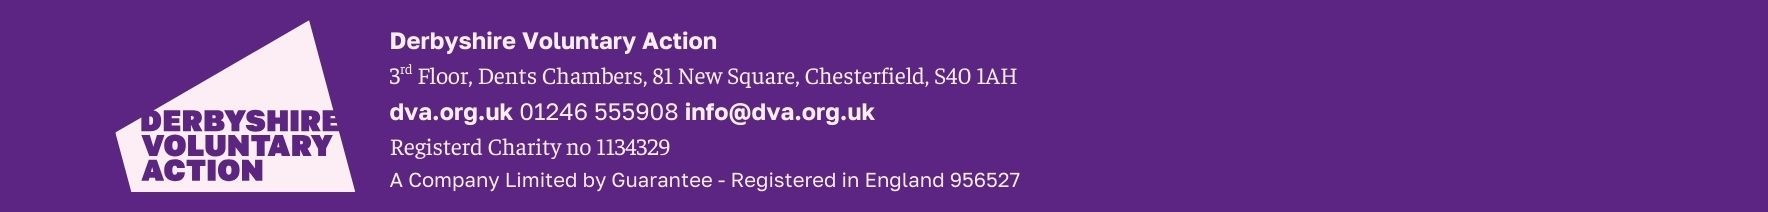 DERBYSHIRE
VOLUNTARY
ACTION
Derbyshire Voluntary Action
3rd Floor, Dents Chambers, 81 New Square, Chesterfield, S40 1AH
dva.org.uk 01246 555908 info@dva.org.uk
Registerd Charity no 1134329
A Company Limited by Guarantee - Registered in England 956527